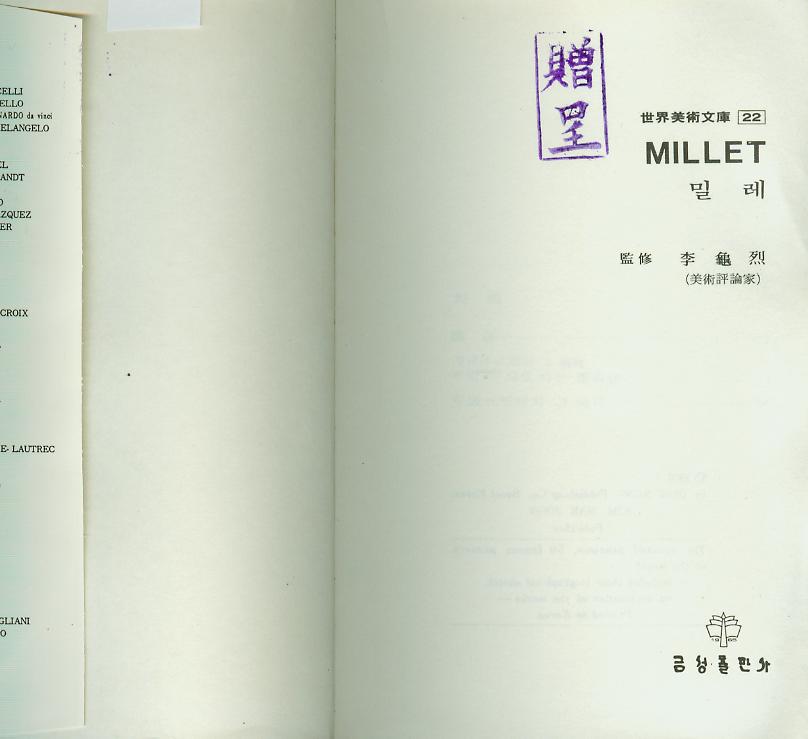 CELLI
ELLO
NARDO da vinci
ELANGELO
EL
ANDT
O
AZQUEZ
ER
CROIX
E- LAUTREC
GLIANI
O
贈呈
世界美術文庫 22
MILLET
밀 레
監修 李 龜 烈
(美術評論家)
1965
금성출판사